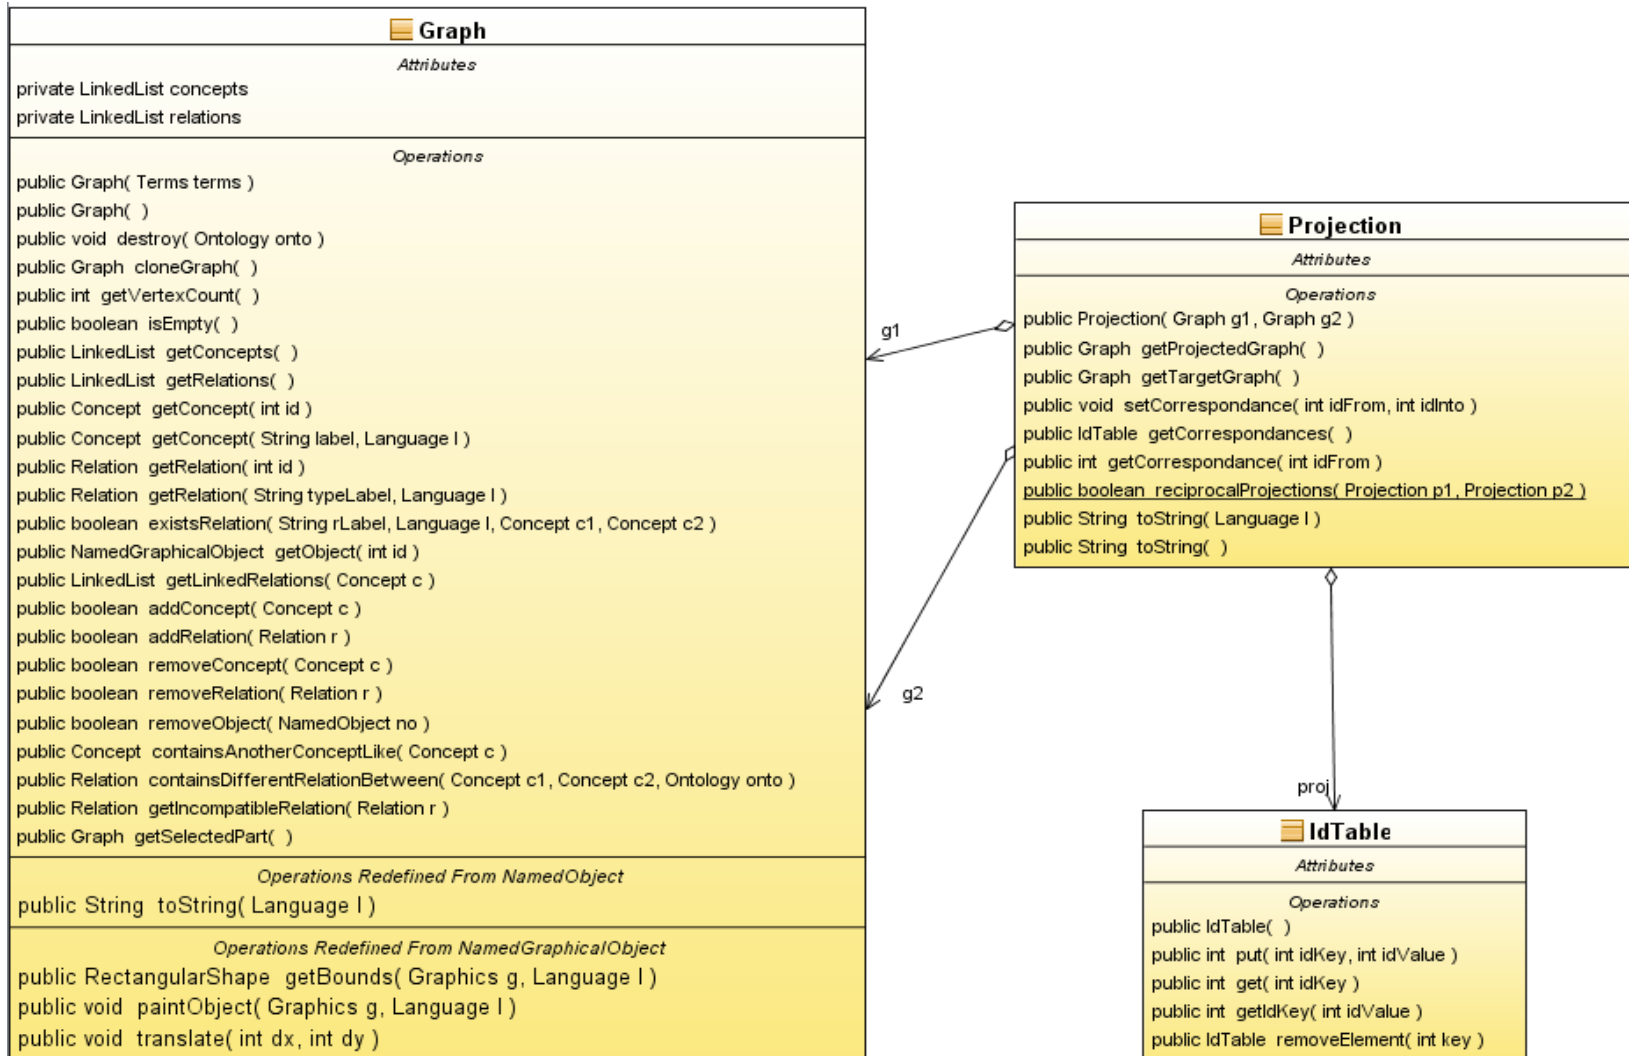 Graph
Attributes
private LinkedList concepts
private LinkedList relations
Operations
public Graph( Terms terms )
public Graph( )
public void destroy( Ontology onto )
public Graph cloneGraph( )
public int getVertexCount( )
public boolean isEmpty( )
public LinkedList getConcepts( )
public LinkedList getRelations( )
public Concept getConcept( int id )
public Concept getConcept( String label, Language l )
public Relation getRelation( int id )
public Relation getRelation( String typeLabel, Language l )
public boolean existsRelation( String rLabel, Language l, Concept c1, Concept c2 )
public NamedGraphicalObject getObject( int id )
public LinkedList getLinkedRelations( Concept c )
public boolean addConcept( Concept c )
public boolean addRelation( Relation r )
public boolean removeConcept( Concept c )
public boolean removeRelation( Relation r )
public boolean removeObject( NamedObject no )
public Concept containsAnotherConceptLike( Concept c )
public Relation containsDifferentRelationBetween( Concept c1, Concept c2, Ontology onto )
public Relation getIncompatibleRelation( Relation r )
public Graph getSelectedPart( )
Operations Redefined From NamedObject
public String toString( Language l )
Operations Redefined From NamedGraphicalObject
public RectangularShape getBounds( Graphics g, Language l )
public void paintObject( Graphics g, Language l )
public void translate( int dx, int dy )
g1
g2
Projection
Attributes
Operations
public Projection( Graph g1, Graph g2 )
public Graph getProjectedGraph( )
public Graph getTargetGraph( )
public void setCorrespondance( int idFrom, int idInto )
public IdTable getCorrespondances( )
public int getCorrespondance( int idFrom )
public boolean reciprocalProjections( Projection p1, Projection p2 )
public String toString( Language l )
public String toString( )
proj
IdTable
Attributes
Operations
public IdTable( )
public int put( int idKey, int idValue )
public int get( int idKey )
public int getIdKey( int idValue )
public IdTable removeElement( int key )